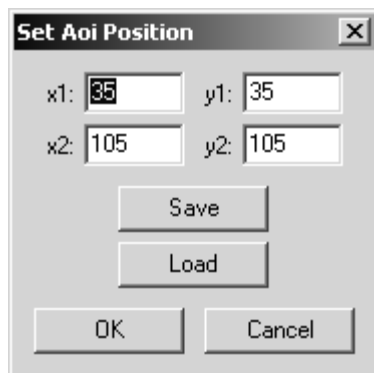 Set Aoi Position
x1: 35 y1: 35
x2: 105 y2: 105
Save
Load
OK Cancel